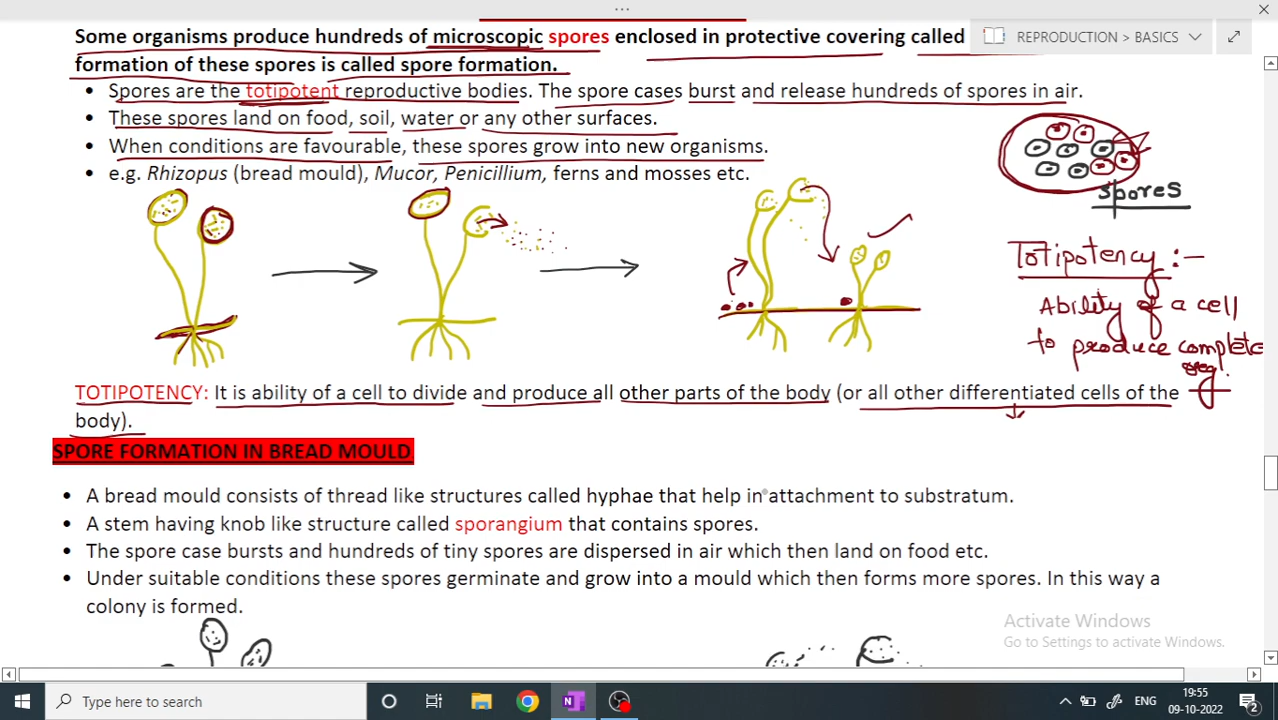 ...
Some organisms produce hundreds of microscopic spores enclosed in protective covering called
REPRODUCTION > BASICS
formation of these spores is called spore formation.
• Spores are the totipotent reproductive bodies. The spore cases burst and release hundreds of spores in air.
• These spores land on food, soil, water or any other surfaces.
• When conditions are favourable, these spores grow into new organisms.
• e.g. Rhizopus (bread mould), Mucor, Penicillium, ferns and mosses etc.
spores
Totipotency :-
Ability of a cell
to produce complete
org.
TOTIPOTENCY: It is ability of a cell to divide and produce all other parts of the body (or all other differentiated cells of the
body).
SPORE FORMATION IN BREAD MOULD
• A bread mould consists of thread like structures called hyphae that help in attachment to substratum.
• A stem having knob like structure called sporangium that contains spores.
• The spore case bursts and hundreds of tiny spores are dispersed in air which then land on food etc.
• Under suitable conditions these spores germinate and grow into a mould which then forms more spores. In this way a
colony is formed.
Activate Windows
Go to Settings to activate Windows.
Type here to search
ENG
19:55
09-10-2022
2